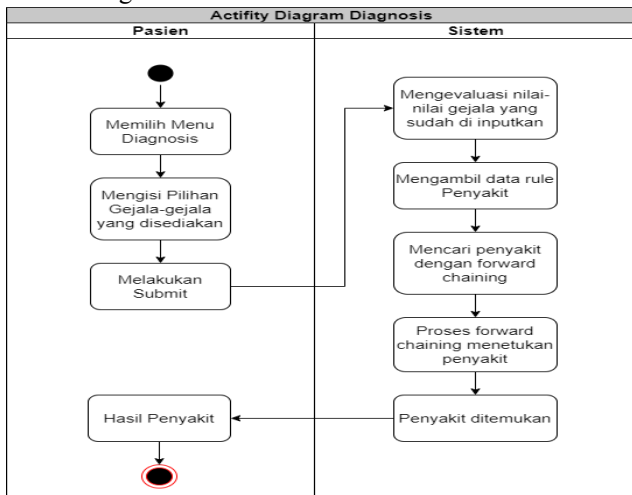 Actifity Diagram Diagnosis
Pasien
Sistem
Memilih Menu
Diagnosis
Mengisi Pilihan
Gejala-gejala
yang disediakan
Melakukan
Submit
Mengevaluasi nilai-
nilai gejala yang
sudah di inputkan
Mengambil data rule
Penyakit
Mencari penyakit
dengan forward
chaining
Proses forward
chaining menetukan
penyakit
Penyakit ditemukan
Hasil Penyakit